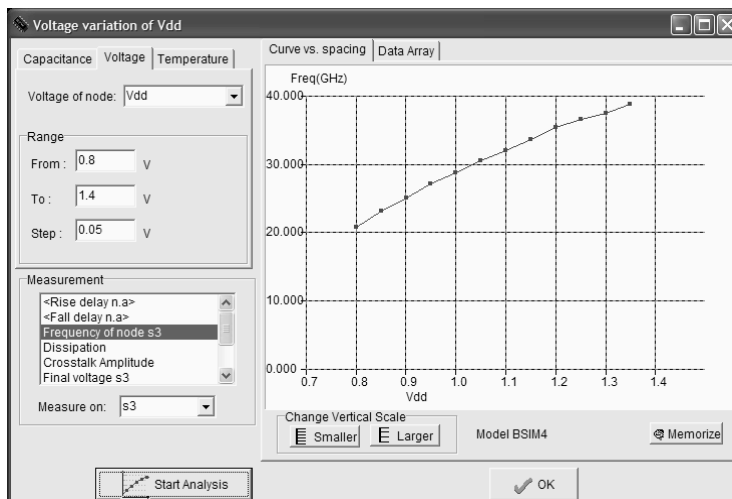 Voltage variation of Vdd
Capacitance Voltage Temperature
Voltage of node: Vdd
Range
From : 0.8 V
To : 1.4 V
Step : 0.05 V
Measurement
<Rise delay n.a>
<Fall delay n.a>
Frequency of node s3
Dissipation
Crosstalk Amplitude
Final voltage s3
Measure on: s3
Start Analysis
Curve vs. spacing Data Array
Freq(GHz)
40.000
30.000
20.000
10.000
0.000
0.7 0.8 0.9 1.0 1.1 1.2 1.3 1.4
Vdd
Change Vertical Scale
Smaller Larger
Model BSIM4
Memorize
OK